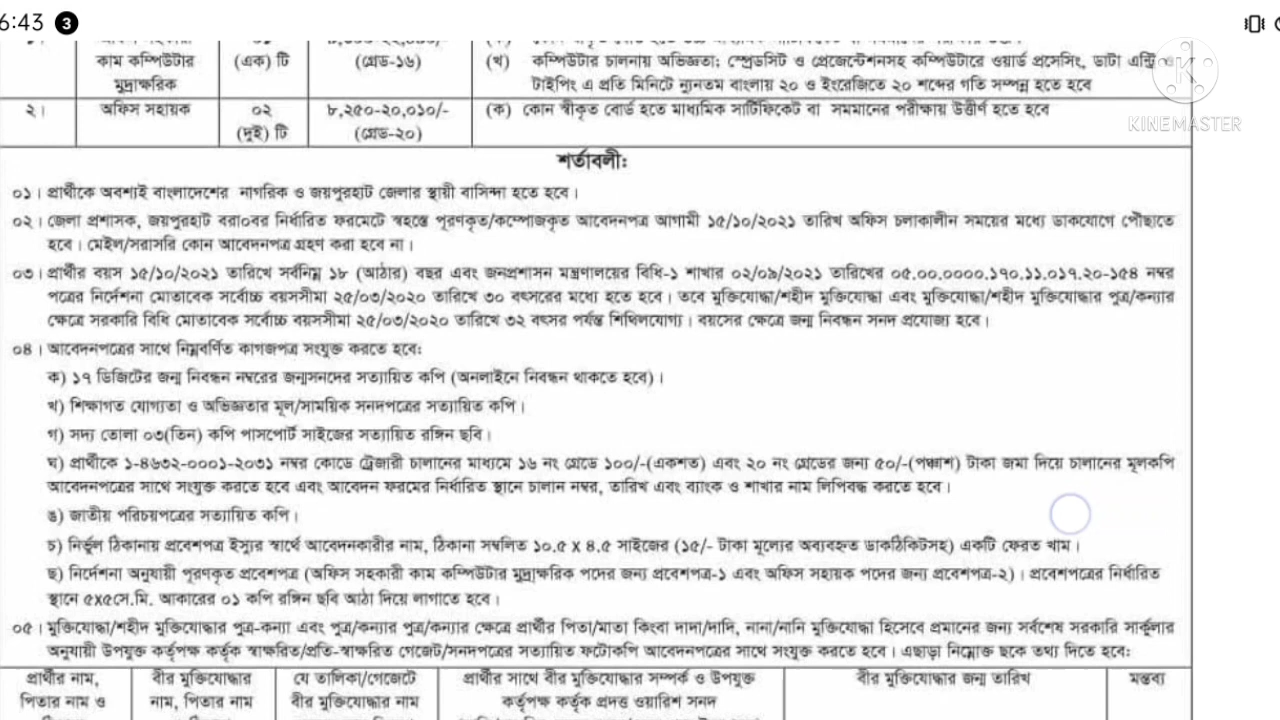 6:43 3
কাম কম্পিউটার (এক) টি (গ্রেড-১৬) (খ) কম্পিউটার চালনায় অভিজ্ঞতা; স্প্রেডসিট ও প্রেজেন্টেশনসহ কম্পিউটারে ওয়ার্ড প্রসেসিং, ডাটা এন্ট্রি ও
মুদ্রাক্ষরিক টাইপিং এ প্রতি মিনিটে ন্যুনতম বাংলায় ২০ ও ইংরেজিতে ২০ শব্দের গতি সম্পন্ন হতে হবে
২। অফিস সহায়ক ০২ ৮,২৫০-২০,০১০/- (ক) কোন স্বীকৃত বোর্ড হতে মাধ্যমিক সার্টিফিকেট বা সমমানের পরীক্ষায় উত্তীর্ণ হতে হবে
(দুই) টি (গ্রেড-২০)
K
KINEMASTER
শর্তাবলী:
০১। প্রার্থীকে অবশ্যই বাংলাদেশের নাগরিক ও জয়পুরহাট জেলার স্থায়ী বাসিন্দা হতে হবে।
০২। জেলা প্রশাসক, জয়পুরহাট বরা০বর নির্ধারিত ফরমেটে স্বহস্তে পূরণকৃত/কম্পোজকৃত আবেদনপত্র আগামী ১৫/১০/২০২১ তারিখ অফিস চলাকালীন সময়ের মধ্যে ডাকযোগে পৌছাতে
হবে। মেইল/সরাসরি কোন আবেদনপত্র গ্রহণ করা হবে না।
০৩। প্রার্থীর বয়স ১৫/১০/২০২১ তারিখে সর্বনিম্ন ১৮ (আঠার) বছর এবং জনপ্রশাসন মন্ত্রণালয়ের বিধি-১ শাখার ০২/০৯/২০২১ তারিখের ০৫.০০.০০০০.১৭০.১১.০১৭.২০-১৫৪ নম্বর
পত্রের নির্দেশনা মোতাবেক সর্বোচ্চ বয়সসীমা ২৫/০৩/২০২০ তারিখে ৩০ বৎসরের মধ্যে হতে হবে। তবে মুক্তিযোদ্ধা/শহীদ মুক্তিযোদ্ধা এবং মুক্তিযোদ্ধা/শহীদ মুক্তিযোদ্ধার পুত্র/কন্যার
ক্ষেত্রে সরকারি বিধি মোতাবেক সর্বোচ্চ বয়সসীমা ২৫/০৩/২০২০ তারিখে ৩২ বৎসর পর্যন্ত শিথিলযোগ্য। বয়সের ক্ষেত্রে জন্ম নিবন্ধন সনদ প্রযোজ্য হবে।
০৪। আবেদনপত্রের সাথে নিম্নবর্ণিত কাগজপত্র সংযুক্ত করতে হবে:
ক) ১৭ ডিজিটের জন্ম নিবন্ধন নম্বরের জন্মসনদের সত্যায়িত কপি (অনলাইনে নিবন্ধন থাকতে হবে)।
খ) শিক্ষাগত যোগ্যতা ও অভিজ্ঞতার মূল/সাময়িক সনদপত্রের সত্যায়িত কপি।
গ) সদ্য তোলা ০৩(তিন) কপি পাসপোর্ট সাইজের সত্যায়িত রঙ্গিন ছবি।
ঘ) প্রার্থীকে ১-৪৬৩২-০০০১-২০৩১ নম্বর কোডে ট্রেজারী চালানের মাধ্যমে ১৬ নং গ্রেডে ১০০/-(একশত) এবং ২০ নং গ্রেডের জন্য ৫০/-(পঞ্চাশ) টাকা জমা দিয়ে চালানের মূলকপি
আবেদনপত্রের সাথে সংযুক্ত করতে হবে এবং আবেদন ফরমের নির্ধারিত স্থানে চালান নম্বর, তারিখ এবং ব্যাংক ও শাখার নাম লিপিবদ্ধ করতে হবে।
ঙ) জাতীয় পরিচয়পত্রের সত্যায়িত কপি।
চ) নির্ভুল ঠিকানায় প্রবেশপত্র ইস্যুর স্বার্থে আবেদনকারীর নাম, ঠিকানা সম্বলিত ১০.৫ X ৪.৫ সাইজের (১৫/- টাকা মূল্যের অব্যবহৃত ডাকঠিকিটসহ) একটি ফেরত খাম।
ছ) নির্দেশনা অনুযায়ী পূরণকৃত প্রবেশপত্র (অফিস সহকারী কাম কম্পিউটার মুদ্রাক্ষরিক পদের জন্য প্রবেশপত্র-১ এবং অফিস সহায়ক পদের জন্য প্রবেশপত্র-২)। প্রবেশপত্রের নির্ধারিত
স্থানে ৫X৫সে.মি. আকারের ০১ কপি রঙ্গিন ছবি আঠা দিয়ে লাগাতে হবে।
০৫। মুক্তিযোদ্ধা/শহীদ মুক্তিযোদ্ধার পুত্র-কন্যা এবং পুত্র/কন্যার পুত্র/কন্যার ক্ষেত্রে প্রার্থীর পিতা/মাতা কিংবা দাদা/দাদি, নানা/নানি মুক্তিযোদ্ধা হিসেবে প্রমানের জন্য সর্বশেষ সরকারি সার্কুলার
অনুযায়ী উপযুক্ত কর্তৃপক্ষ কর্তৃক স্বাক্ষরিত/প্রতি-স্বাক্ষরিত গেজেট/সনদপত্রের সত্যায়িত ফটোকপি আবেদনপত্রের সাথে সংযুক্ত করতে হবে। এছাড়া নিম্নোক্ত ছকে তথ্য দিতে হবে:
প্রার্থীর নাম, বীর মুক্তিযোদ্ধার যে তালিকা/গেজেটে প্রার্থীর সাথে বীর মুক্তিযোদ্ধার সম্পর্ক ও উপযুক্ত বীর মুক্তিযোদ্ধার জন্ম তারিখ মন্তব্য
পিতার নাম ও নাম, পিতার নাম বীর মুক্তিযোদ্ধার নাম কর্তৃপক্ষ কর্তৃক প্রদত্ত ওয়ারিশ সনদ